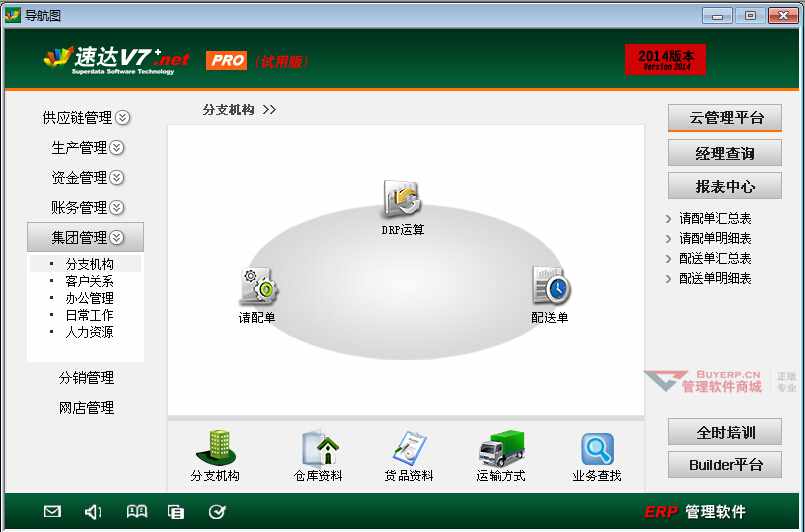 导航图
速达V7+.net
Superdata Software Technology
PRO
(试用版)
2014版本
Version 2014
供应链管理
生产管理
资金管理
账务管理
集团管理
· 分支机构
· 客户关系
· 办公管理
· 日常工作
· 人力资源
分销管理
网店管理
分支机构 >>
DRP运算
请配单
配送单
分支机构
仓库资料
货品资料
运输方式
业务查找
云管理平台
经理查询
报表中心
请配单汇总表
请配单明细表
配送单汇总表
配送单明细表
BUYERP.CN
管理软件商城
正版
专业
全时培训
Builder平台
ERP 管理软件